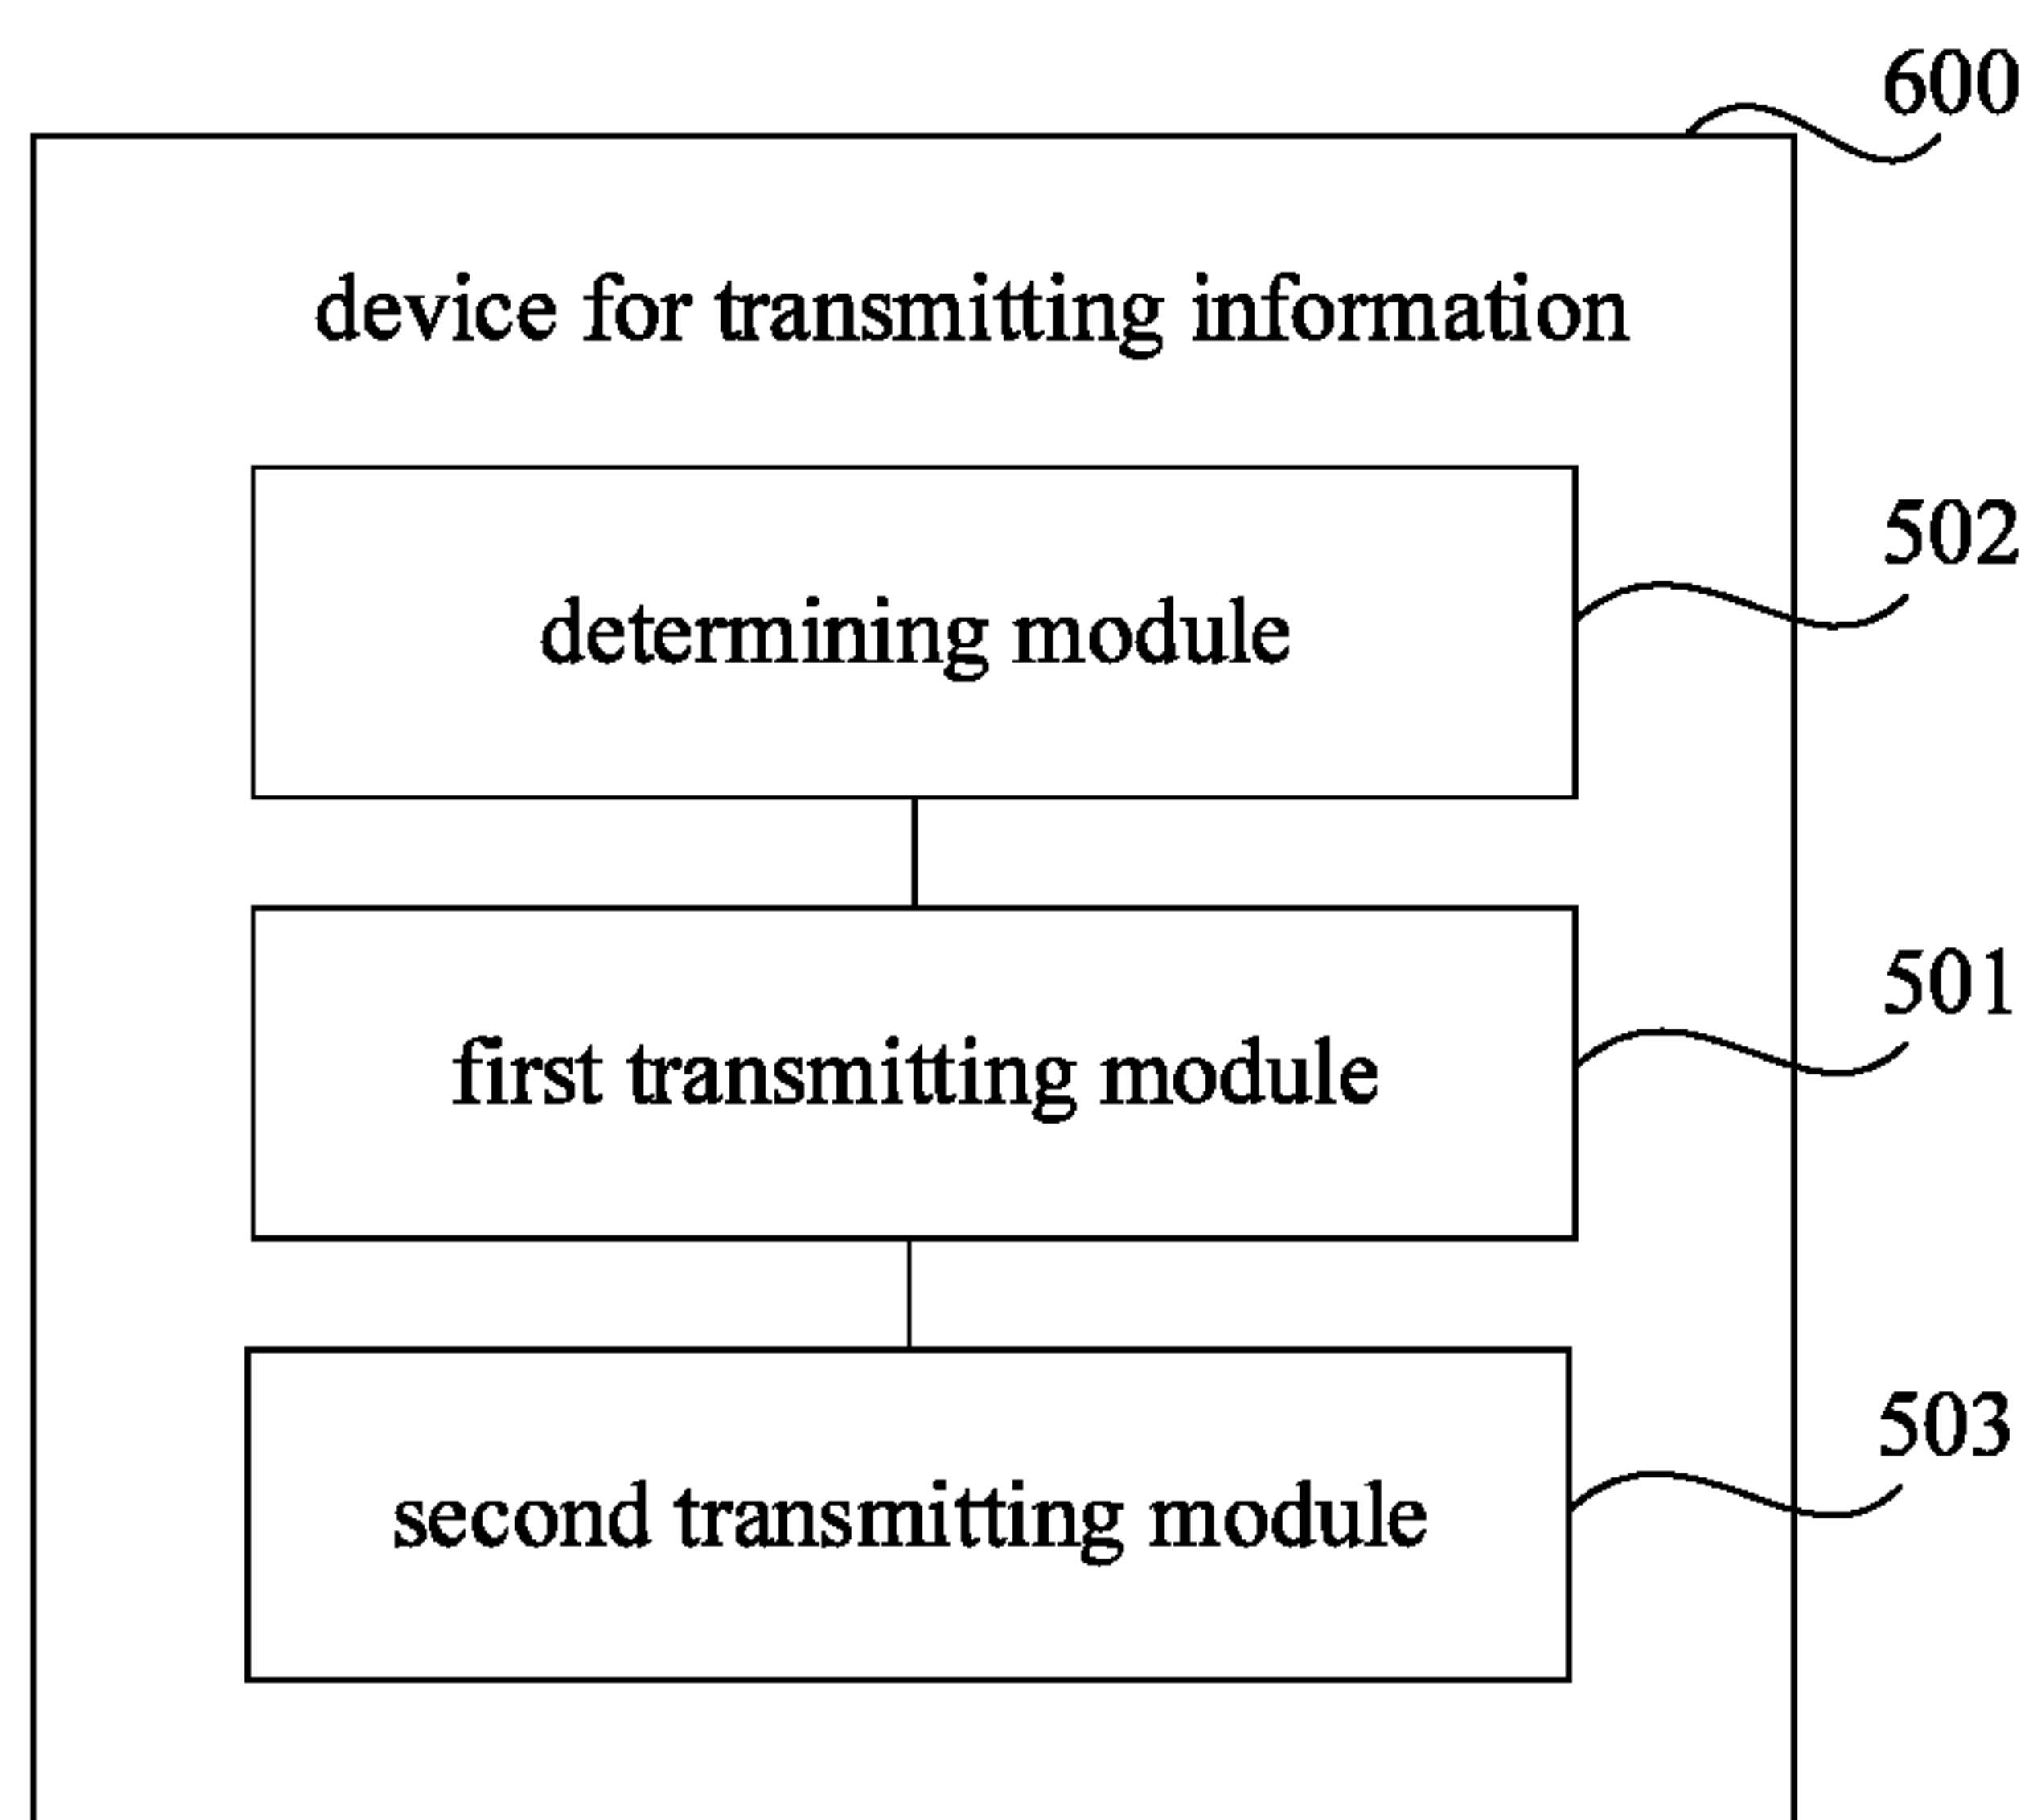 600
device for transmitting information
502
determining module
501
first transmitting module
503
second transmitting module